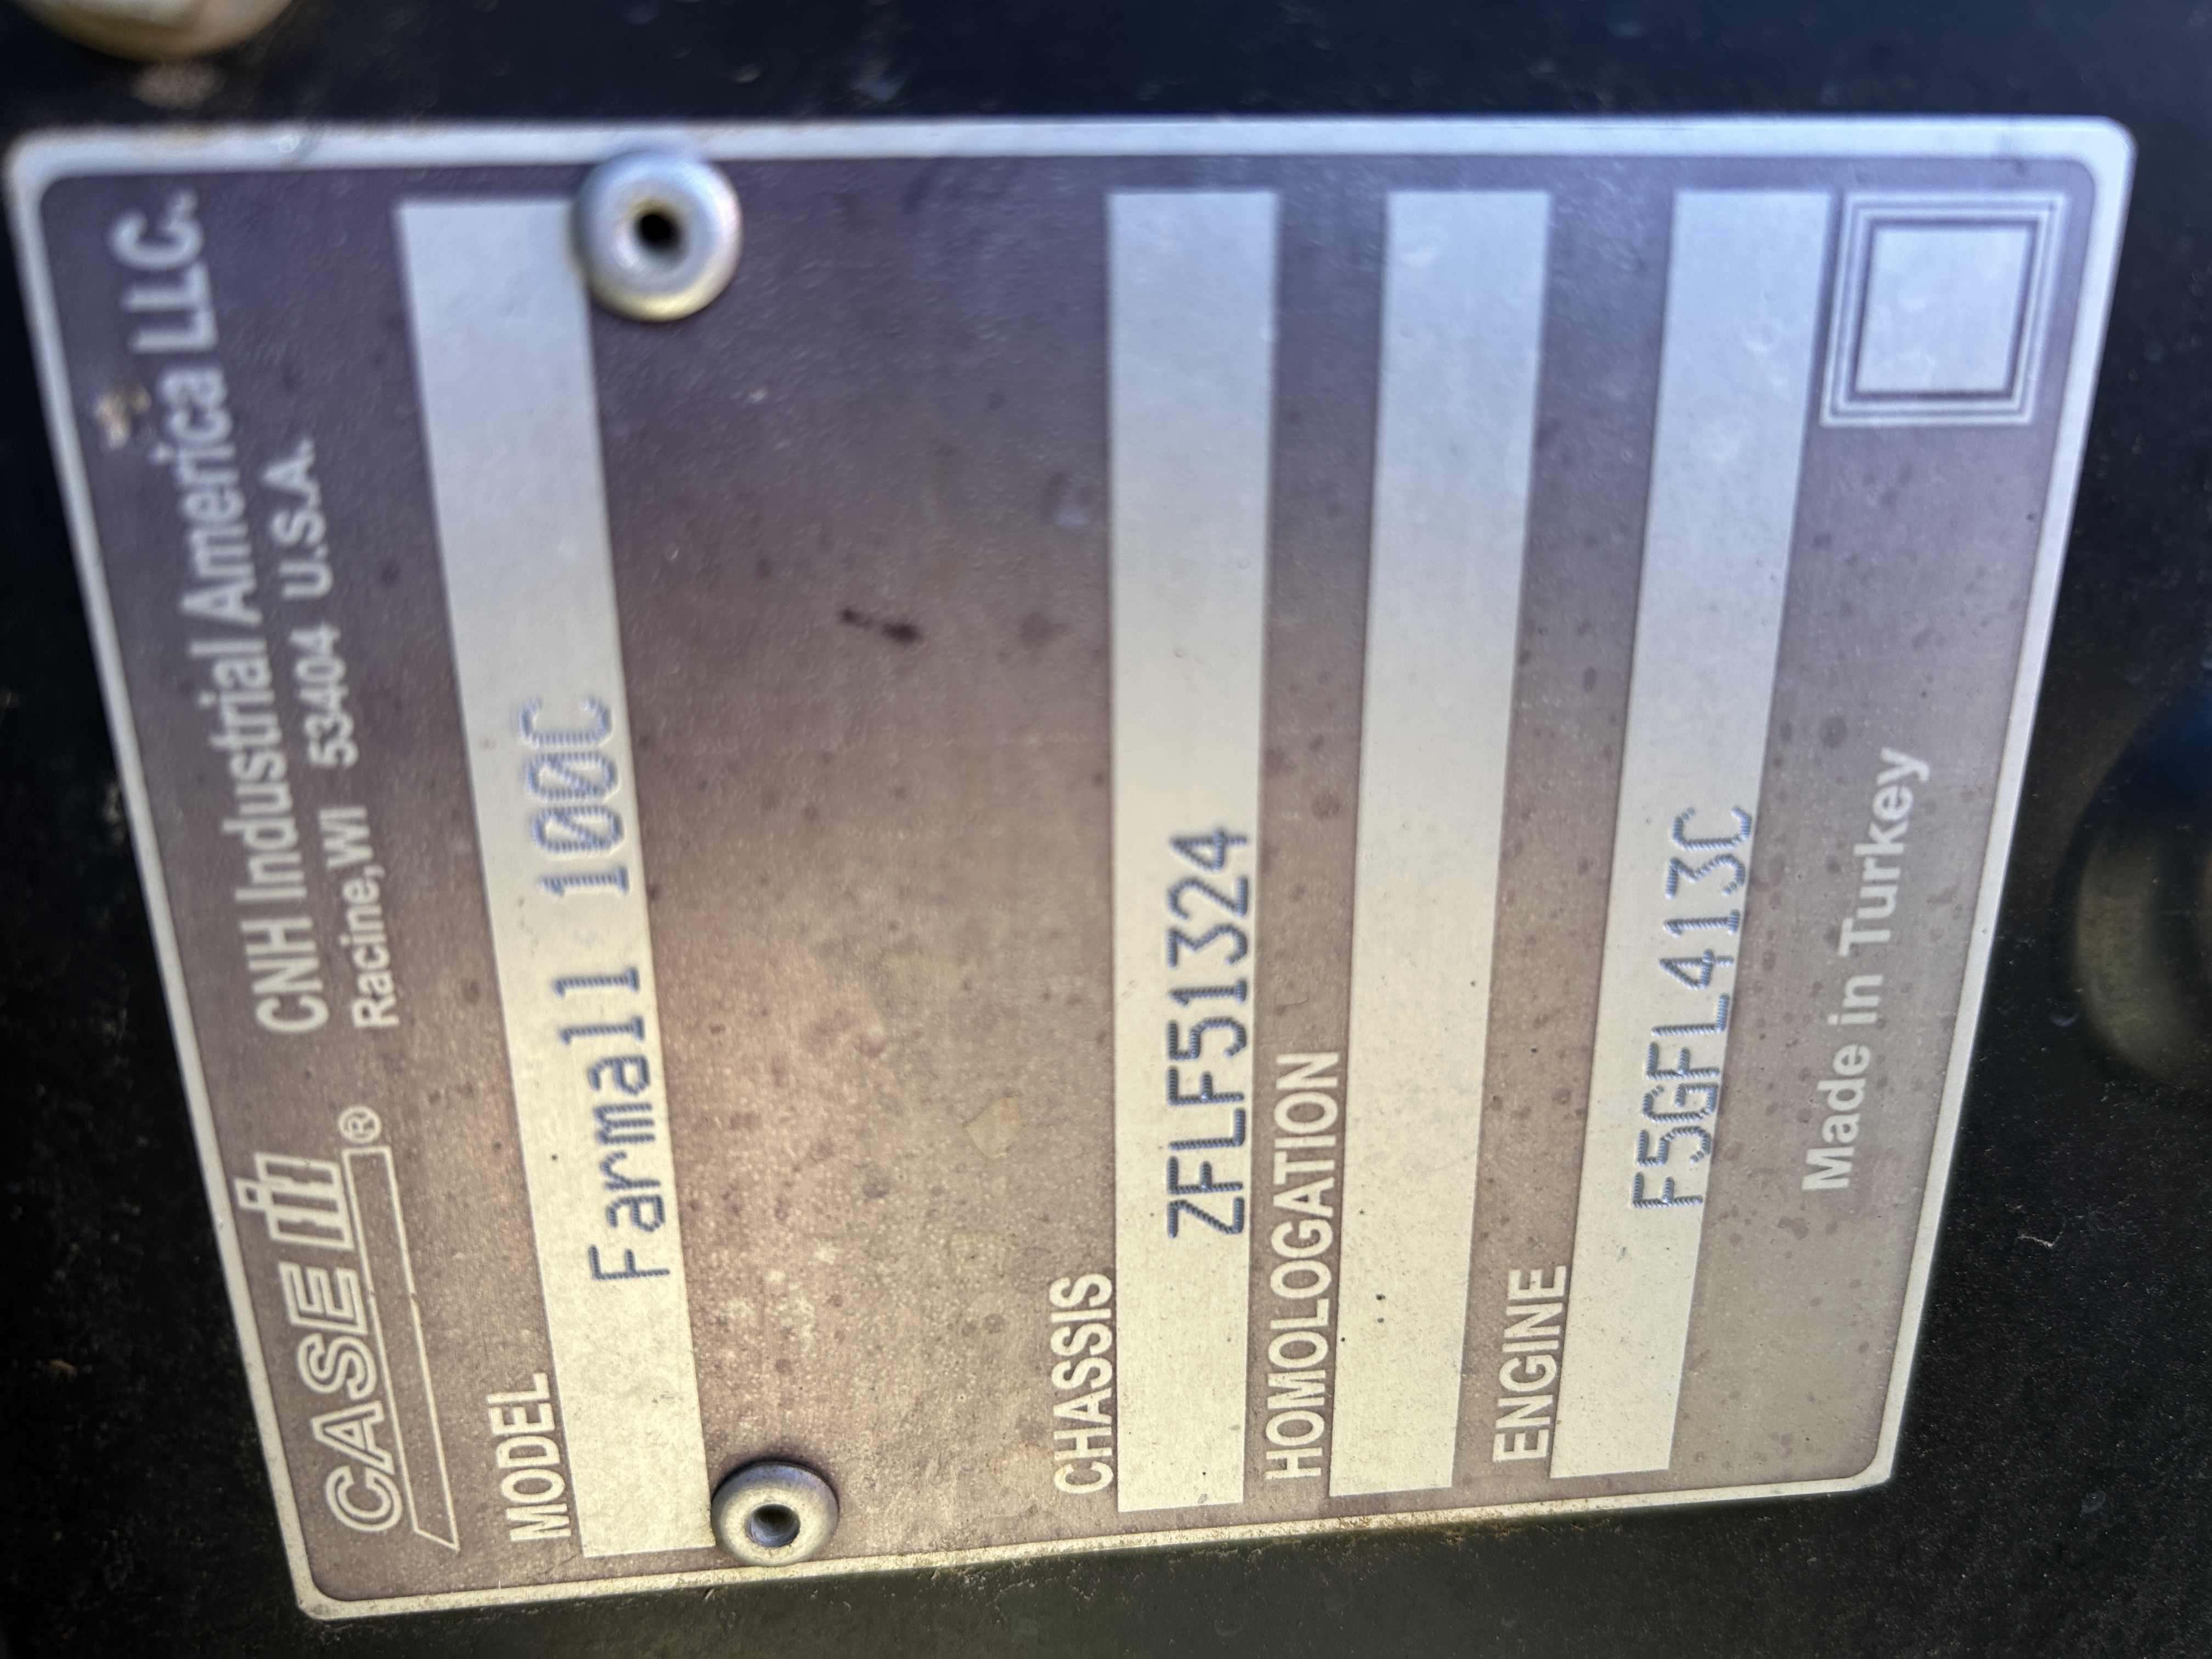 CASE IH® CNH Industrial America LLC.
Racine,WI 53404 U.S.A.
MODEL
Farmall 100C
CHASSIS
ZFLF51324
HOMOLOGATION
ENGINE
F5GFL413C
Made in Turkey